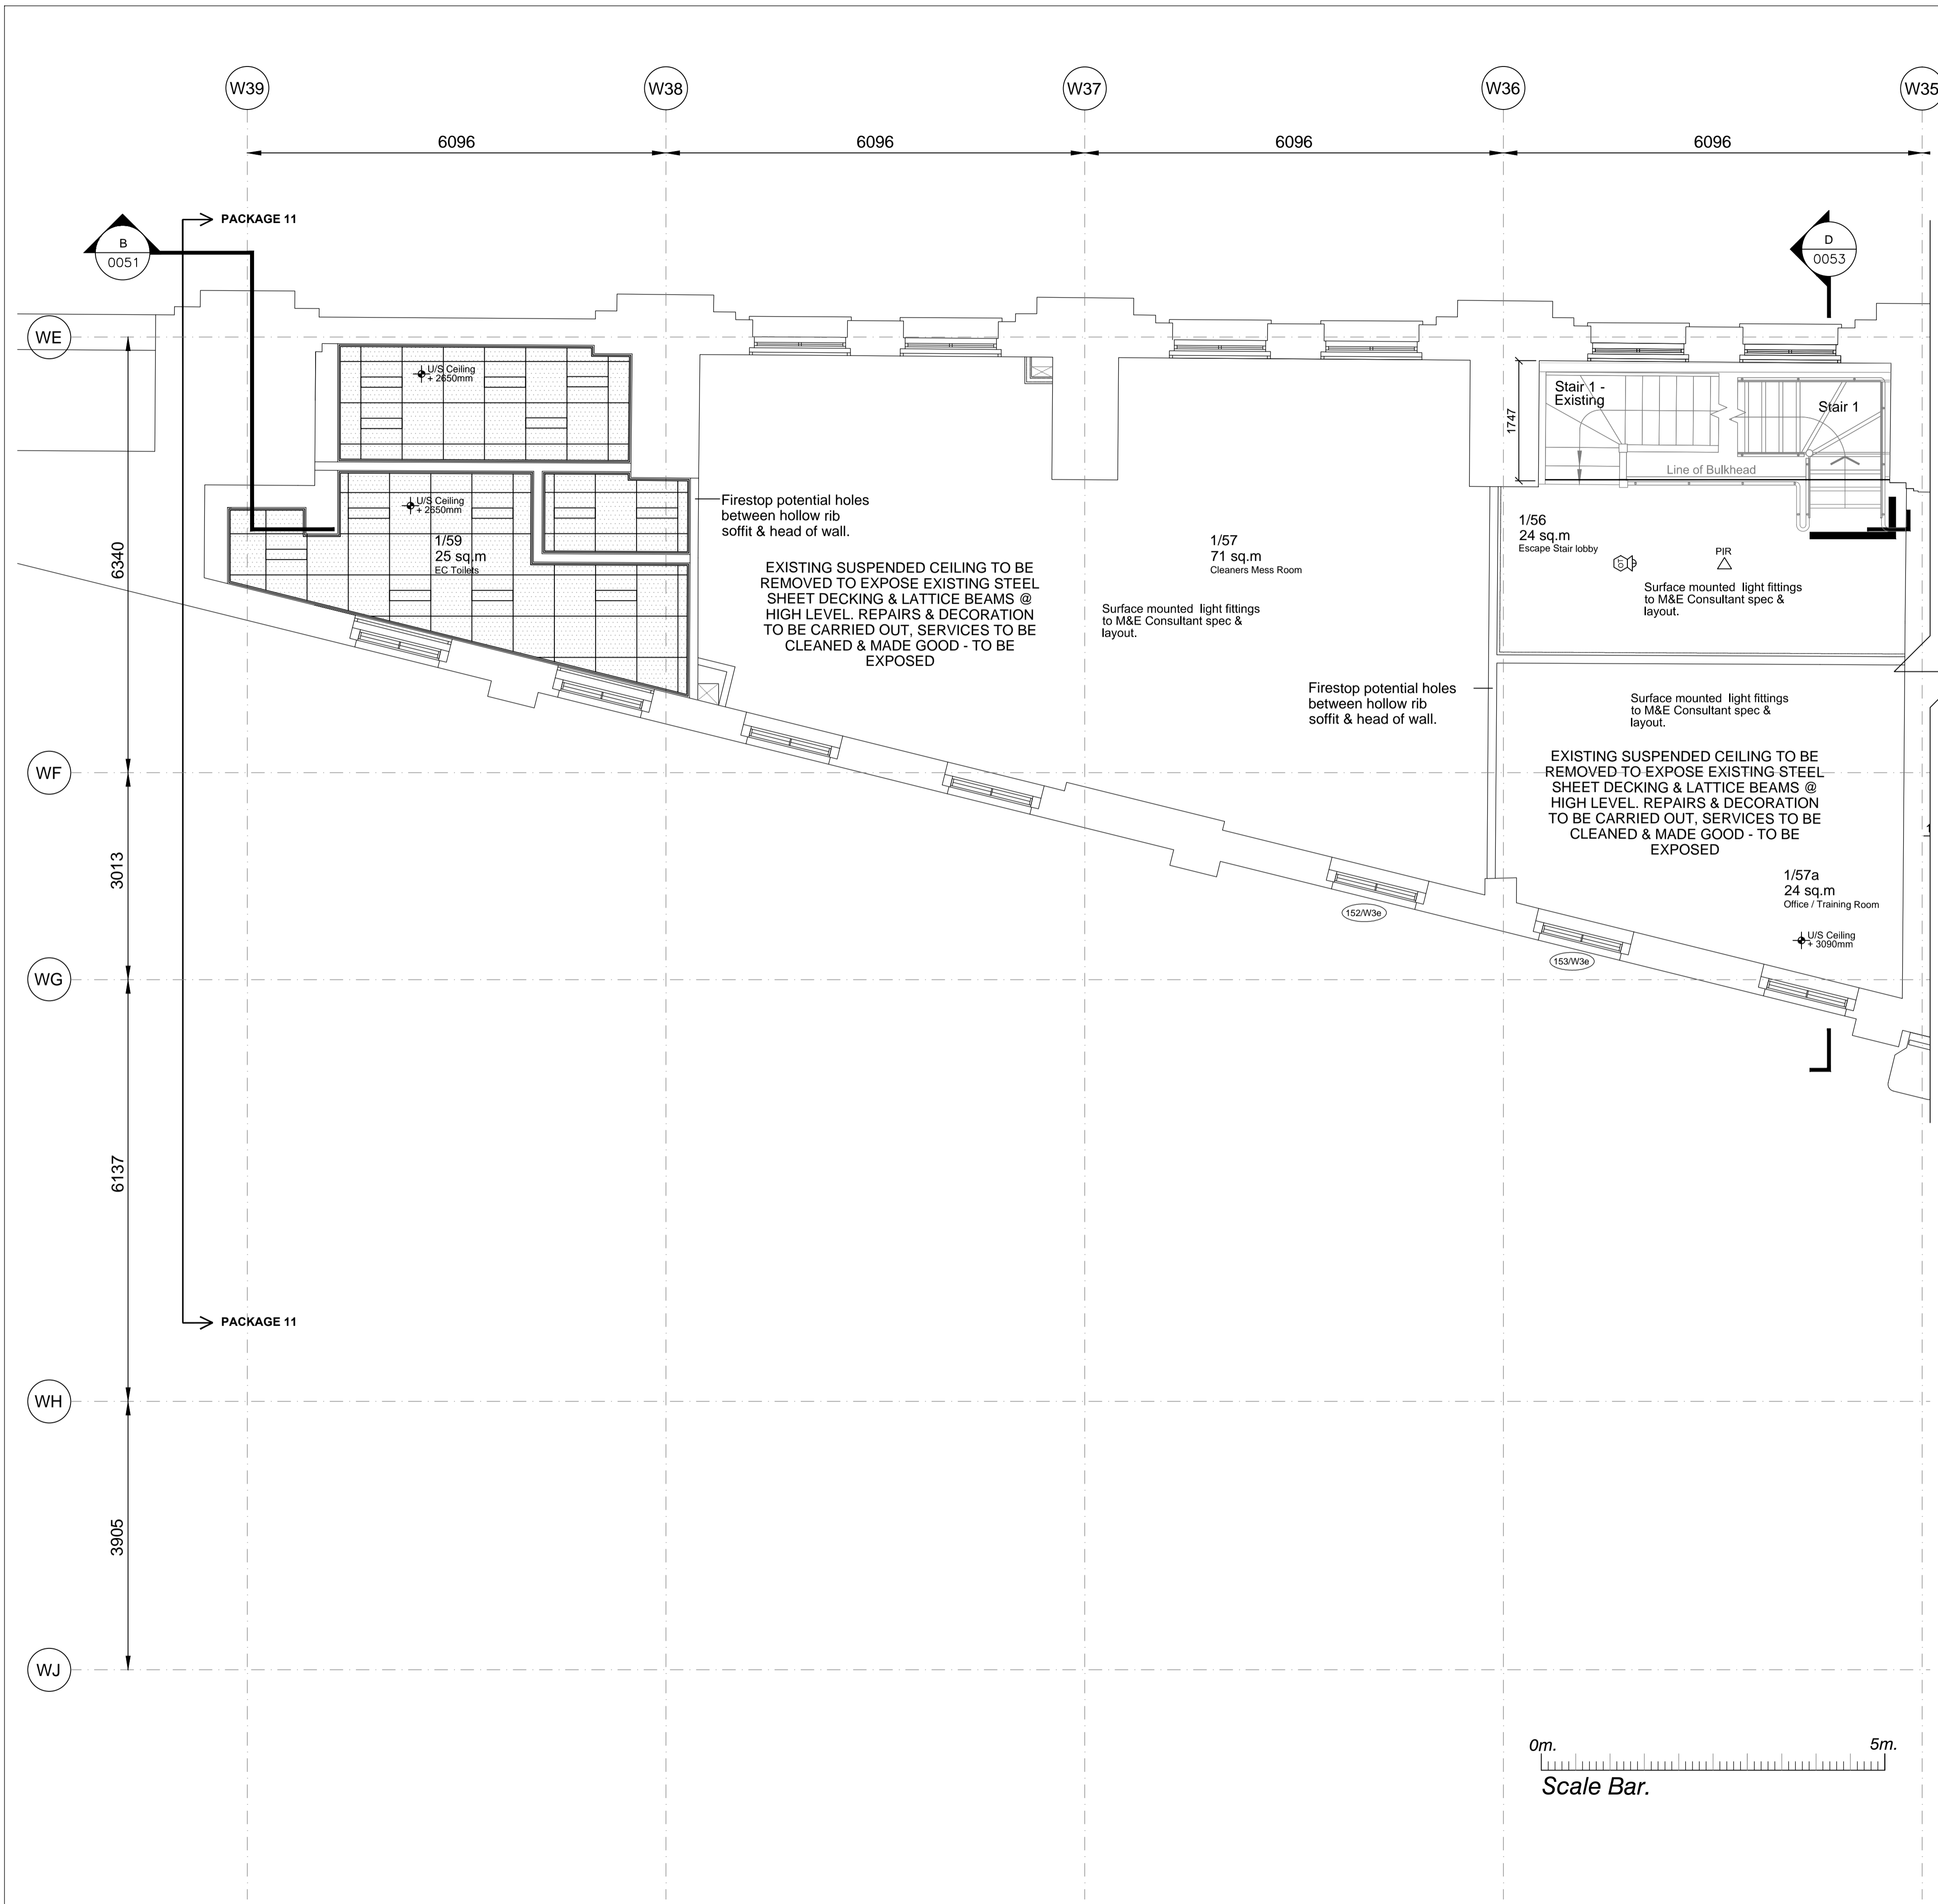 W39
W38
W37
W36
W35
6096
6096
6096
6096
PACKAGE 11
B
0051
D
0053
WE
U/S Ceiling
+ 2650mm
Stair 1 -
Existing
Stair 1
1747
Line of Bulkhead
U/S Ceiling
+ 2650mm
1/59
25 sq.m
EC Toilets
Firestop potential holes
between hollow rib
soffit & head of wall.
EXISTING SUSPENDED CEILING TO BE
REMOVED TO EXPOSE EXISTING STEEL
SHEET DECKING & LATTICE BEAMS @
HIGH LEVEL. REPAIRS & DECORATION
TO BE CARRIED OUT, SERVICES TO BE
CLEANED & MADE GOOD - TO BE
EXPOSED
1/57
71 sq.m
Cleaners Mess Room
Surface mounted light fittings
to M&E Consultant spec &
layout.
1/56
24 sq.m
Escape Stair lobby
PIR
Surface mounted light fittings
to M&E Consultant spec &
layout.
6340
Firestop potential holes
between hollow rib
soffit & head of wall.
Surface mounted light fittings
to M&E Consultant spec &
layout.
WF
EXISTING SUSPENDED CEILING TO BE
REMOVED TO EXPOSE EXISTING STEEL
SHEET DECKING & LATTICE BEAMS @
HIGH LEVEL. REPAIRS & DECORATION
TO BE CARRIED OUT, SERVICES TO BE
CLEANED & MADE GOOD - TO BE
EXPOSED
3013
1/57a
24 sq.m
Office / Training Room
152/W3e
U/S Ceiling
+ 3090mm
153/W3e
WG
6137
PACKAGE 11
WH
3905
WJ
0m.
5m.
Scale Bar.